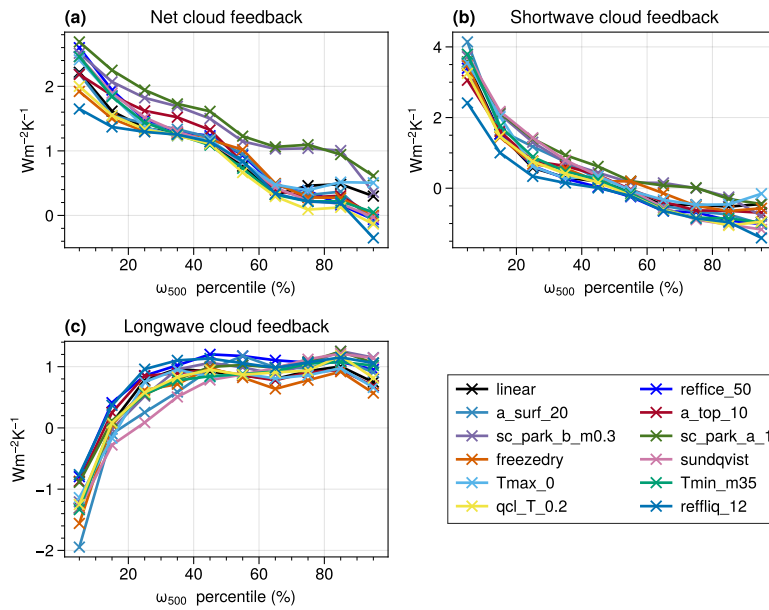 (a) Net cloud feedback
2
1
0
Wm⁻²K⁻¹
20 40 60 80
ω₅₀₀ percentile (%)
(b) Shortwave cloud feedback
4
2
0
Wm⁻²K⁻¹
20 40 60 80
ω₅₀₀ percentile (%)
(c) Longwave cloud feedback
1
0
−1
−2
Wm⁻²K⁻¹
20 40 60 80
ω₅₀₀ percentile (%)
linear reffice_50
a_surf_20 a_top_10
sc_park_b_m0.3 sc_park_a_1
freezedry sundqvist
Tmax_0 Tmin_m35
qcl_T_0.2 reffliq_12